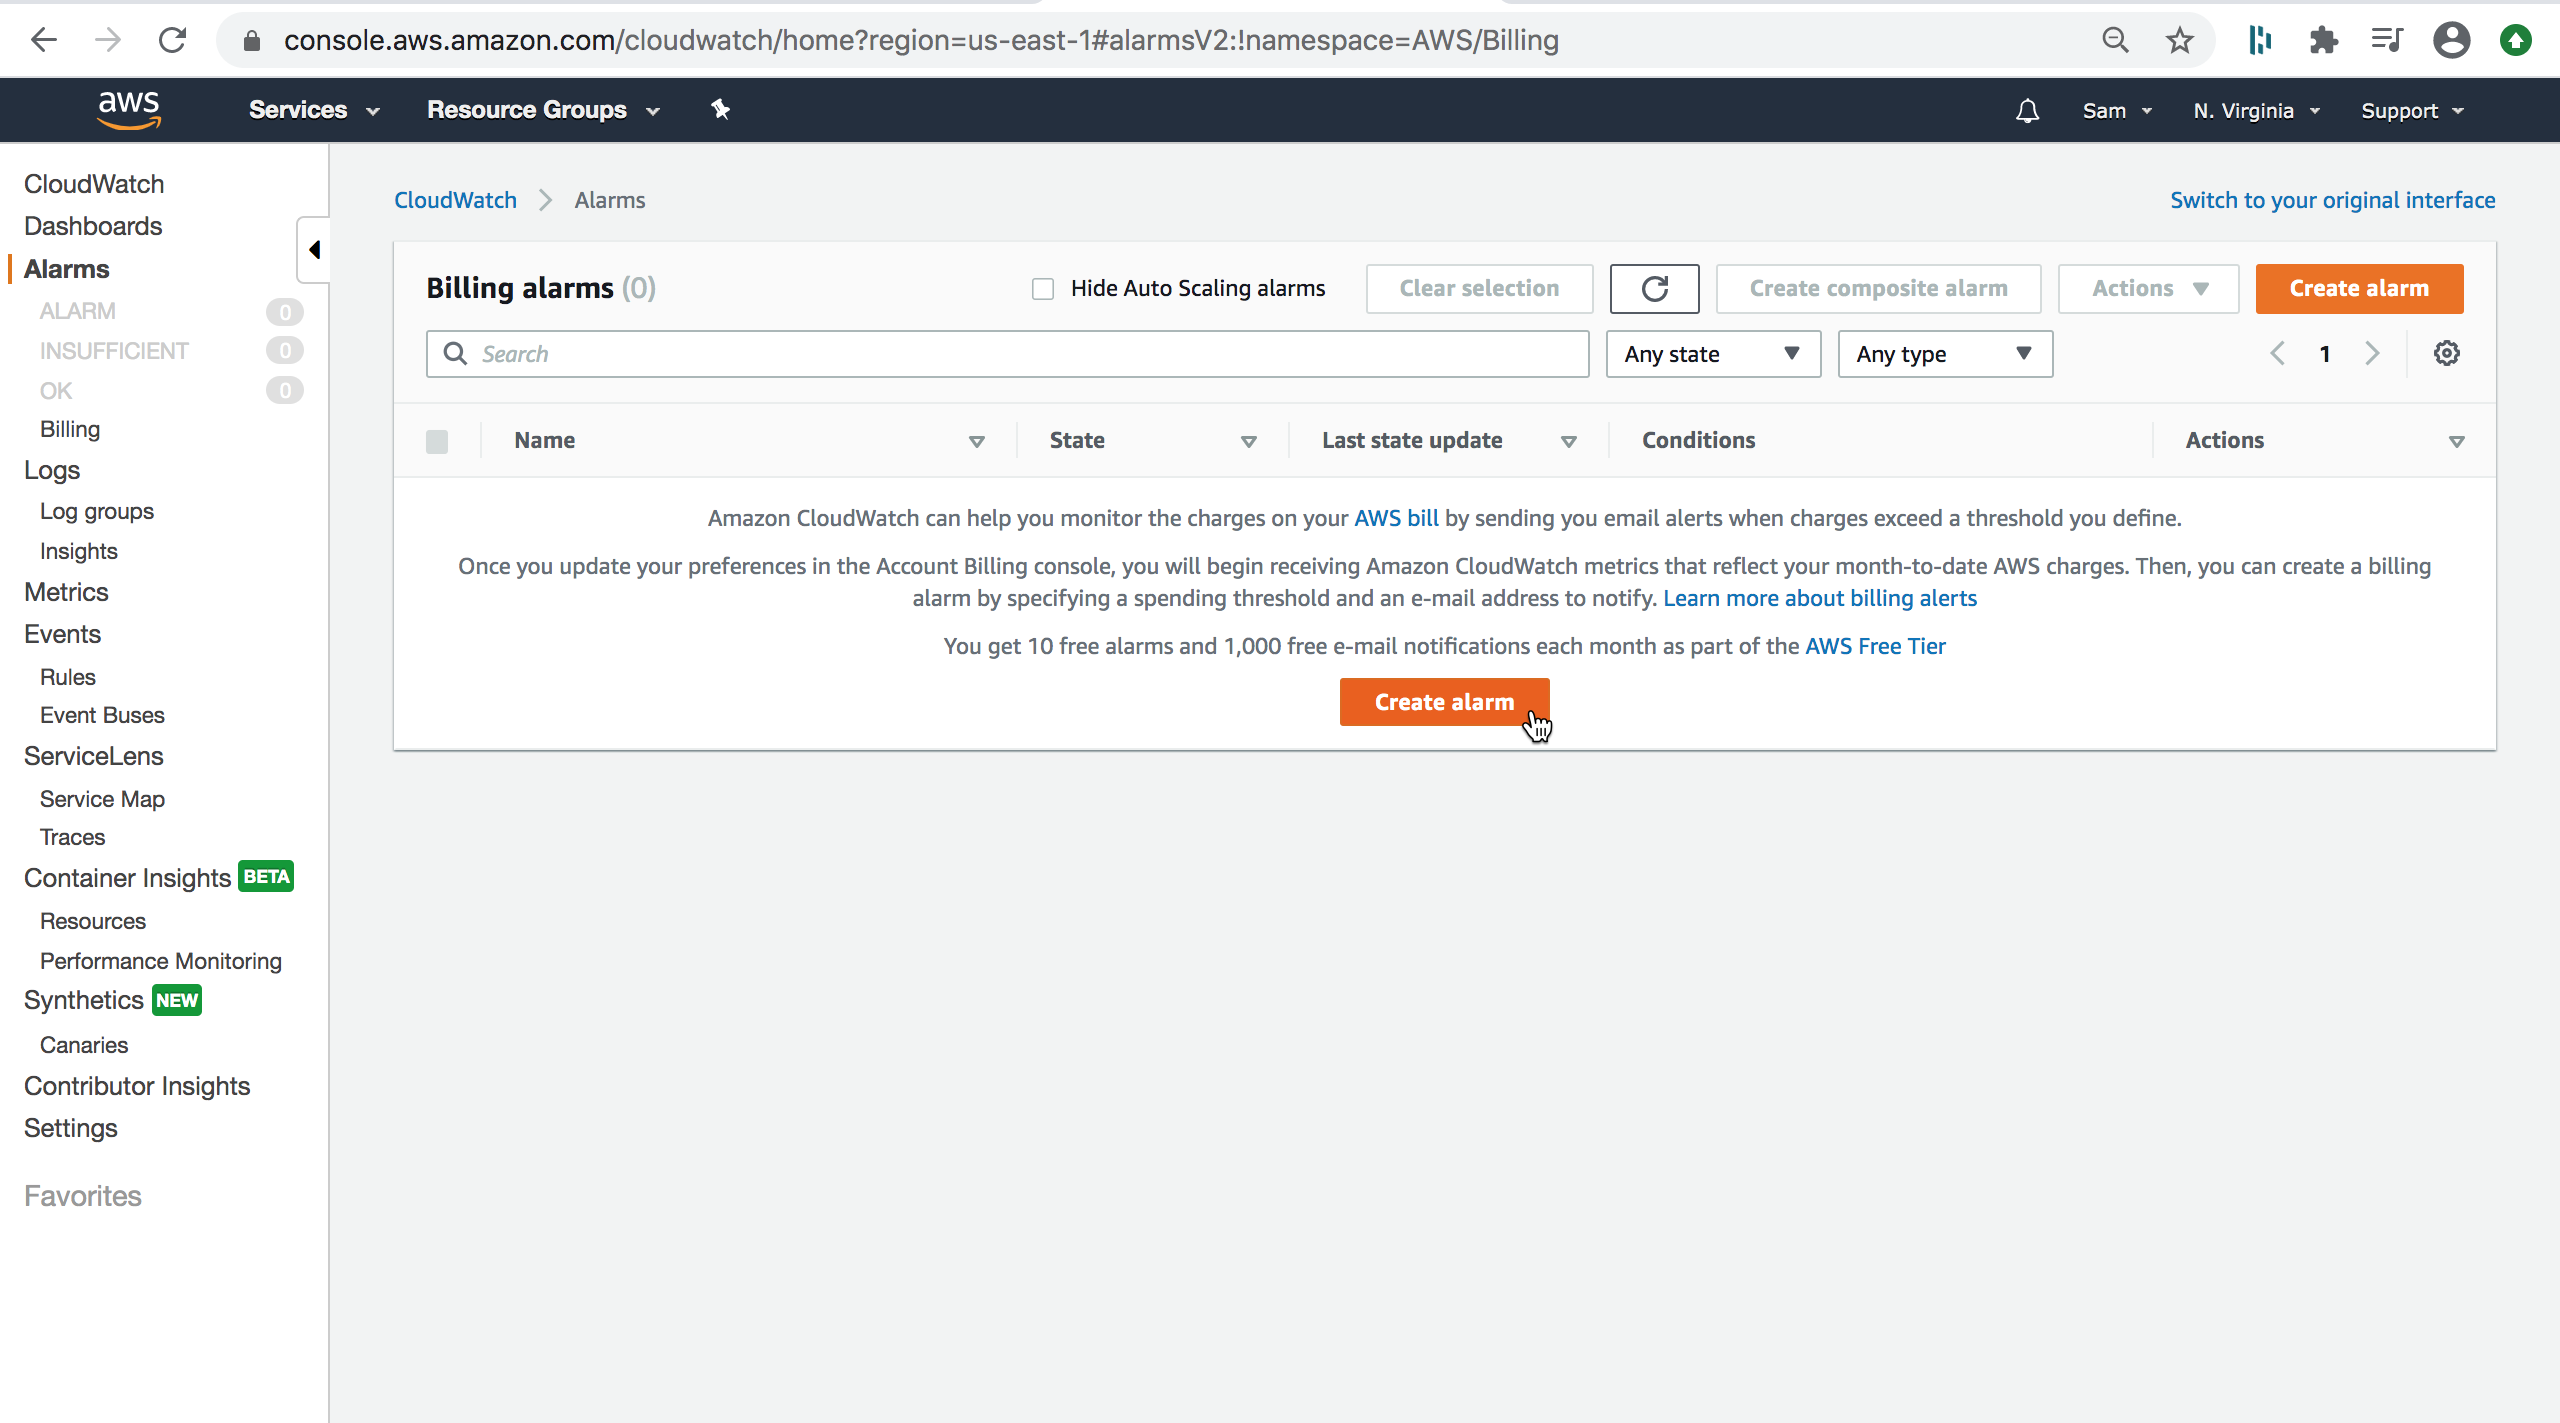 console.aws.amazon.com/cloudwatch/home?region=us-east-1#alarmsV2:!namespace=AWS/Billing
aws Services Resource Groups Sam N. Virginia Support
CloudWatch
Dashboards
Alarms
ALARM 0
INSUFFICIENT 0
OK 0
Billing
Logs
Log groups
Insights
Metrics
Events
Rules
Event Buses
ServiceLens
Service Map
Traces
Container Insights BETA
Resources
Performance Monitoring
Synthetics NEW
Canaries
Contributor Insights
Settings
Favorites
CloudWatch Alarms Switch to your original interface
Billing alarms (0) Hide Auto Scaling alarms Clear selection Create composite alarm Actions Create alarm
Search Any state Any type 1
Name State Last state update Conditions Actions
Amazon CloudWatch can help you monitor the charges on your AWS bill by sending you email alerts when charges exceed a threshold you define.
Once you update your preferences in the Account Billing console, you will begin receiving Amazon CloudWatch metrics that reflect your month-to-date AWS charges. Then, you can create a billing
alarm by specifying a spending threshold and an e-mail address to notify. Learn more about billing alerts
You get 10 free alarms and 1,000 free e-mail notifications each month as part of the AWS Free Tier
Create alarm